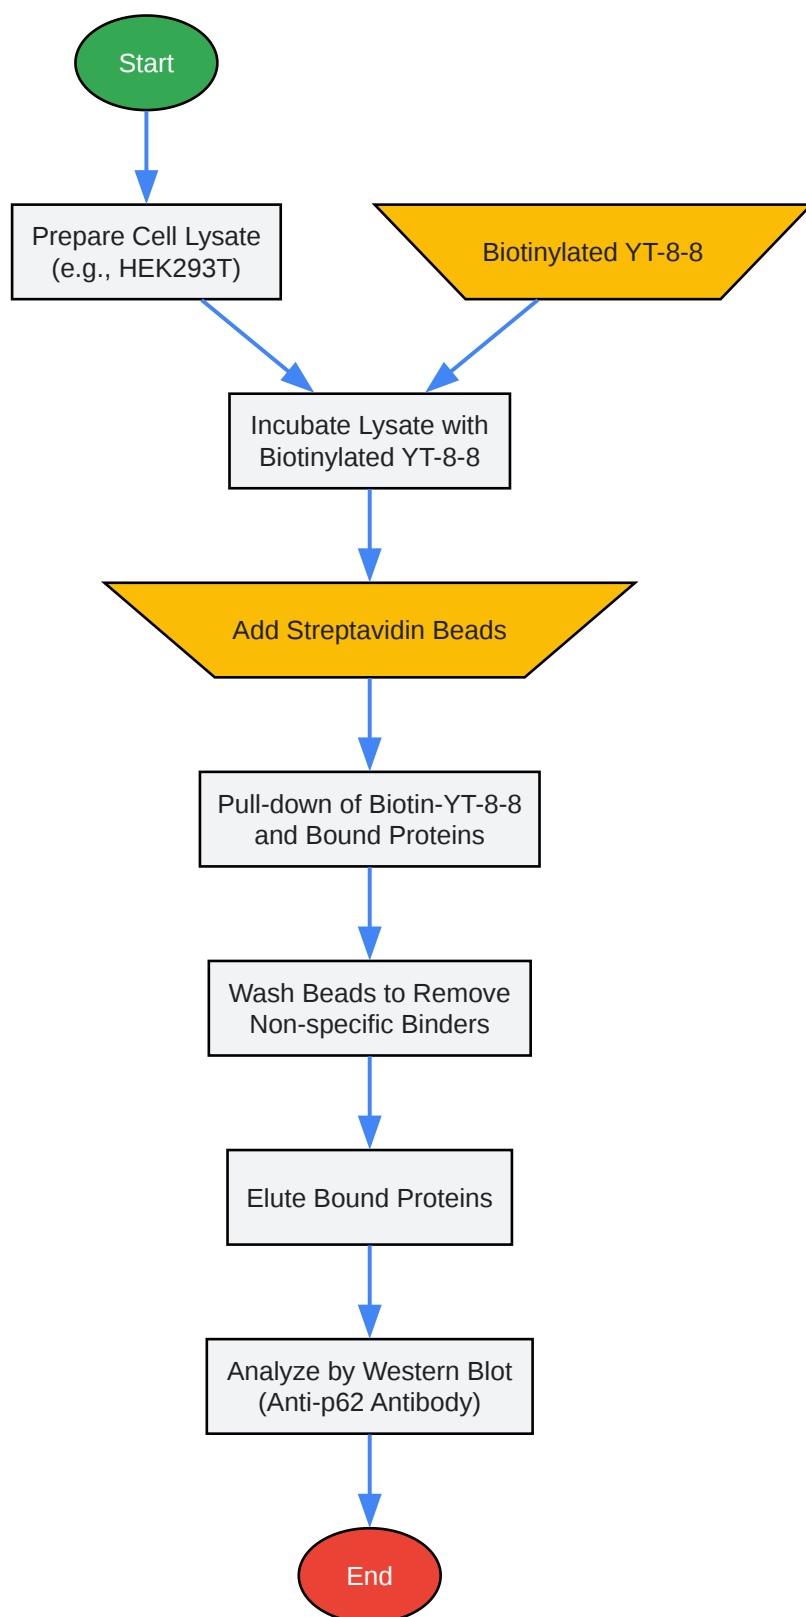 Start
Prepare Cell Lysate
(e.g., HEK293T)
Biotinylated YT-8-8
Incubate Lysate with
Biotinylated YT-8-8
Add Streptavidin Beads
Pull-down of Biotin-YT-8-8
and Bound Proteins
Wash Beads to Remove
Non-specific Binders
Elute Bound Proteins
Analyze by Western Blot
(Anti-p62 Antibody)
End